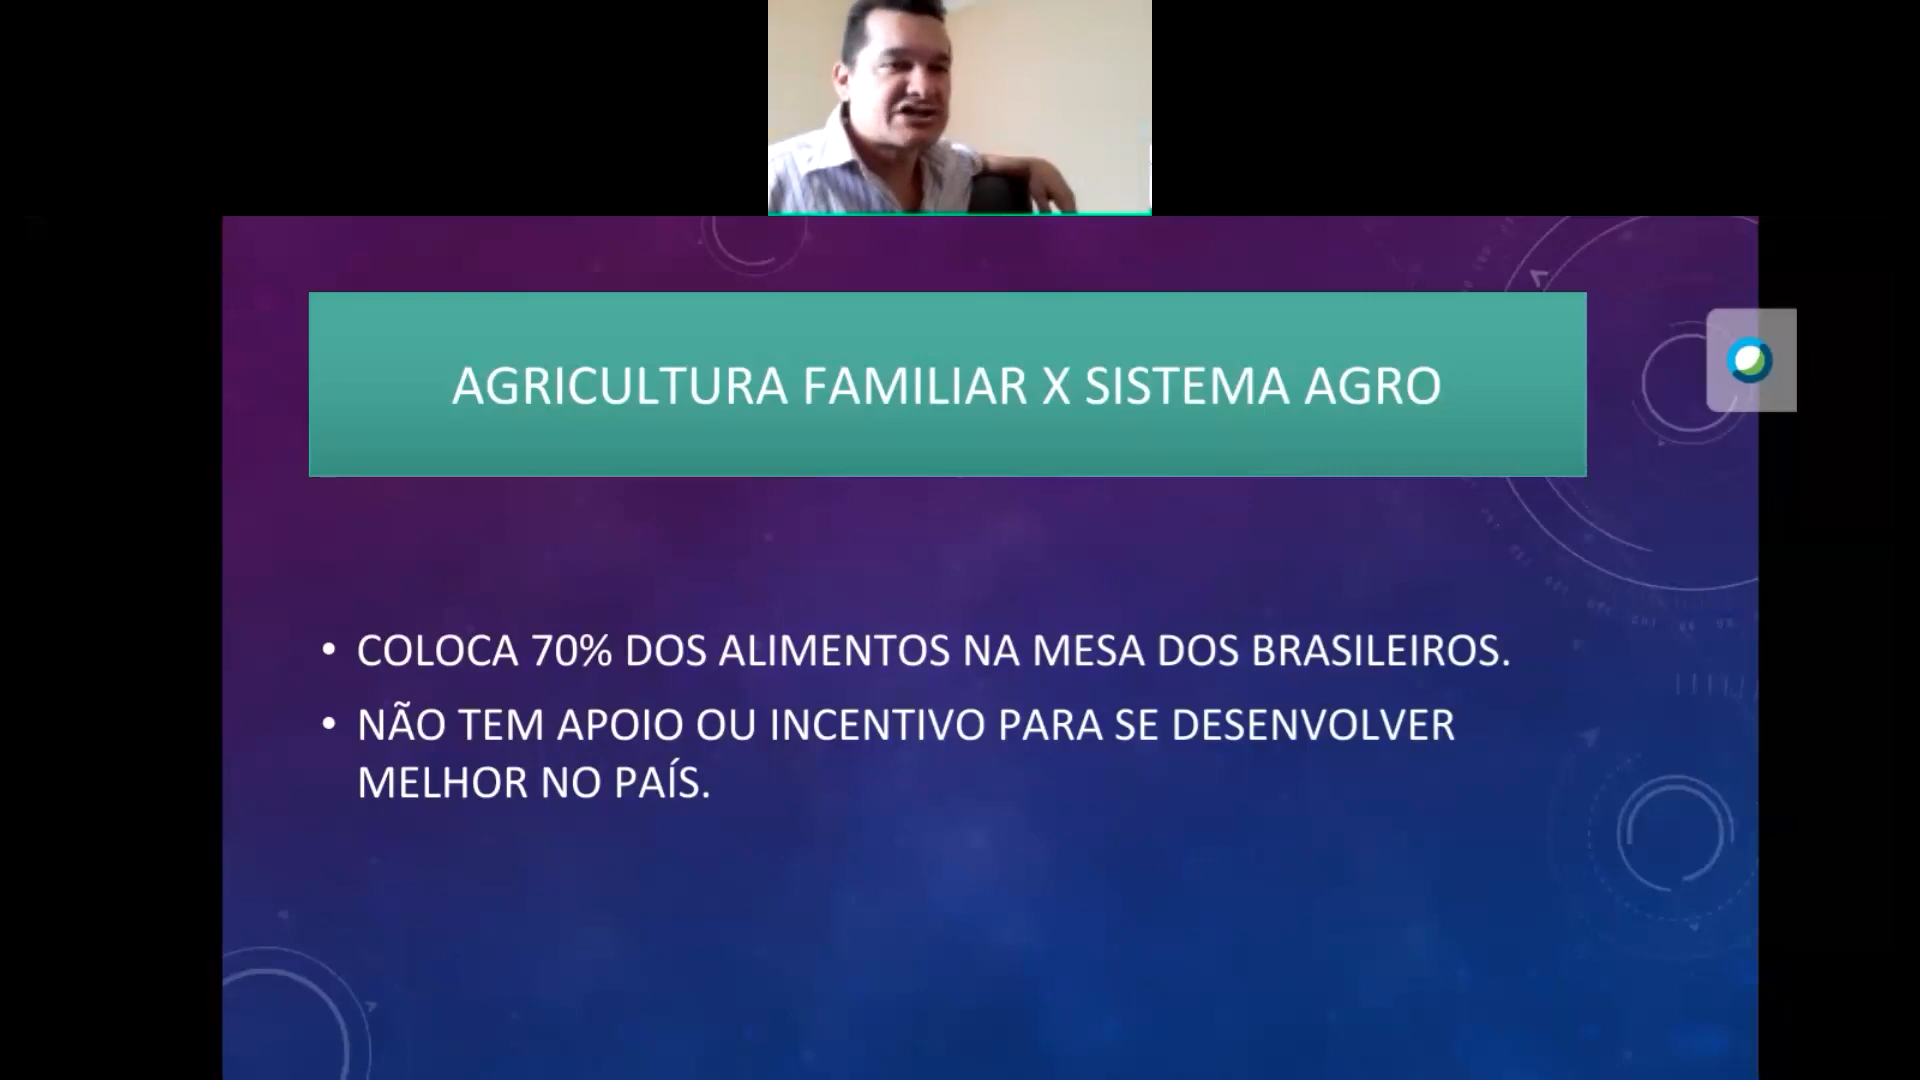 AGRICULTURA FAMILIAR X SISTEMA AGRO
• COLOCA 70% DOS ALIMENTOS NA MESA DOS BRASILEIROS.
• NÃO TEM APOIO OU INCENTIVO PARA SE DESENVOLVER
MELHOR NO PAÍS.